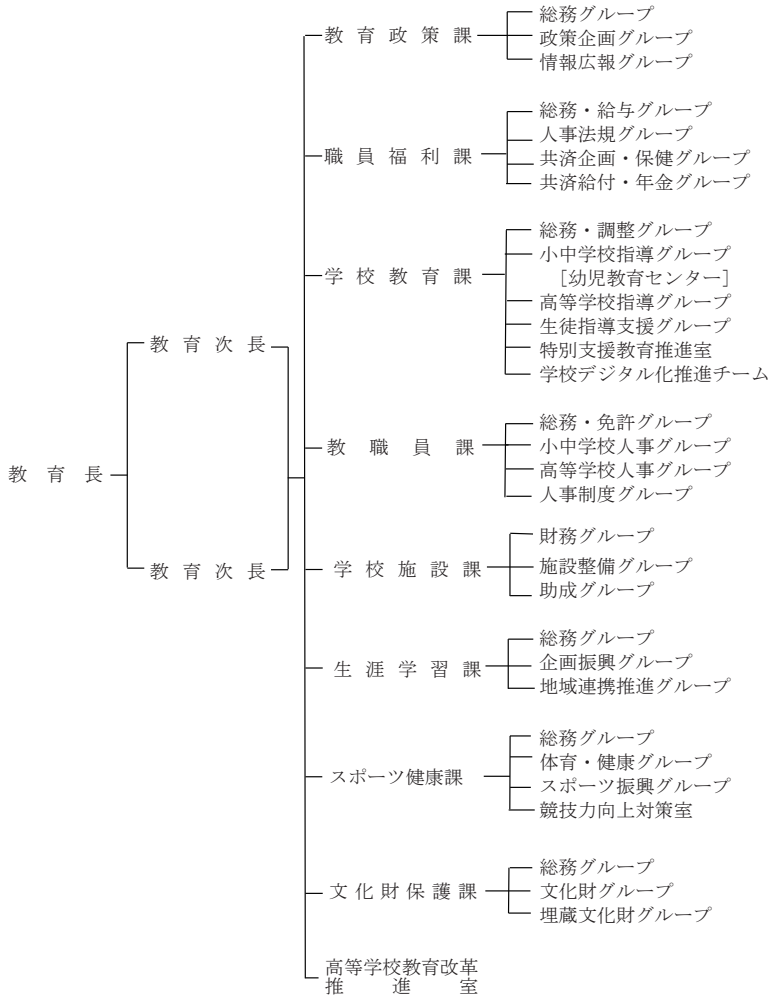 教育長
教育次長
教育次長
教育政策課
総務グループ
政策企画グループ
情報広報グループ
職員福利課
総務・給与グループ
人事法規グループ
共済企画・保健グループ
共済給付・年金グループ
学校教育課
総務・調整グループ
小中学校指導グループ
［幼児教育センター］
高等学校指導グループ
生徒指導支援グループ
特別支援教育推進室
学校デジタル化推進チーム
教職員課
総務・免許グループ
小中学校人事グループ
高等学校人事グループ
人事制度グループ
学校施設課
財務グループ
施設整備グループ
助成グループ
生涯学習課
総務グループ
企画振興グループ
地域連携推進グループ
スポーツ健康課
総務グループ
体育・健康グループ
スポーツ振興グループ
競技力向上対策室
文化財保護課
総務グループ
文化財グループ
埋蔵文化財グループ
高等学校教育改革
推進室